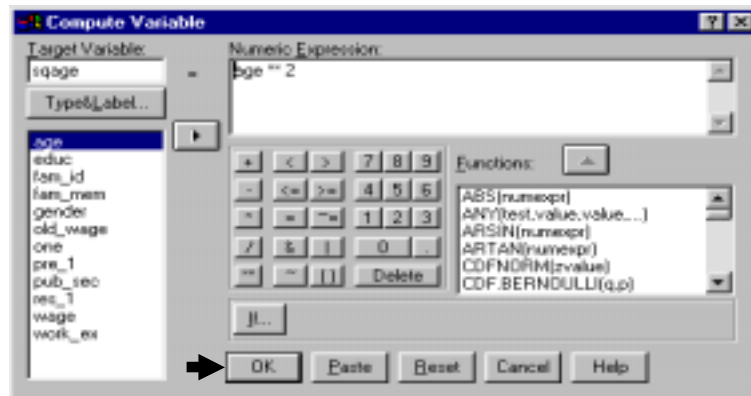 Compute Variable
Target Variable:
sqage
=
Numeric Expression:
age ** 2
Type&Label...
age
educ
fam_id
fam_mem
gender
old_wage
one
pre_1
pub_sec
res_1
wage
work_ex
+ < > 7 8 9
- <= >= 4 5 6
* = ~= 1 2 3
/ & | 0 .
** ~ () Delete
Functions:
ABS(numexpr)
ANY(test,value,value,...)
ARSIN(numexpr)
ARTAN(numexpr)
CDFNORM(zvalue)
CDF.BERNOULLI(q,p)
If...
OK Paste Reset Cancel Help